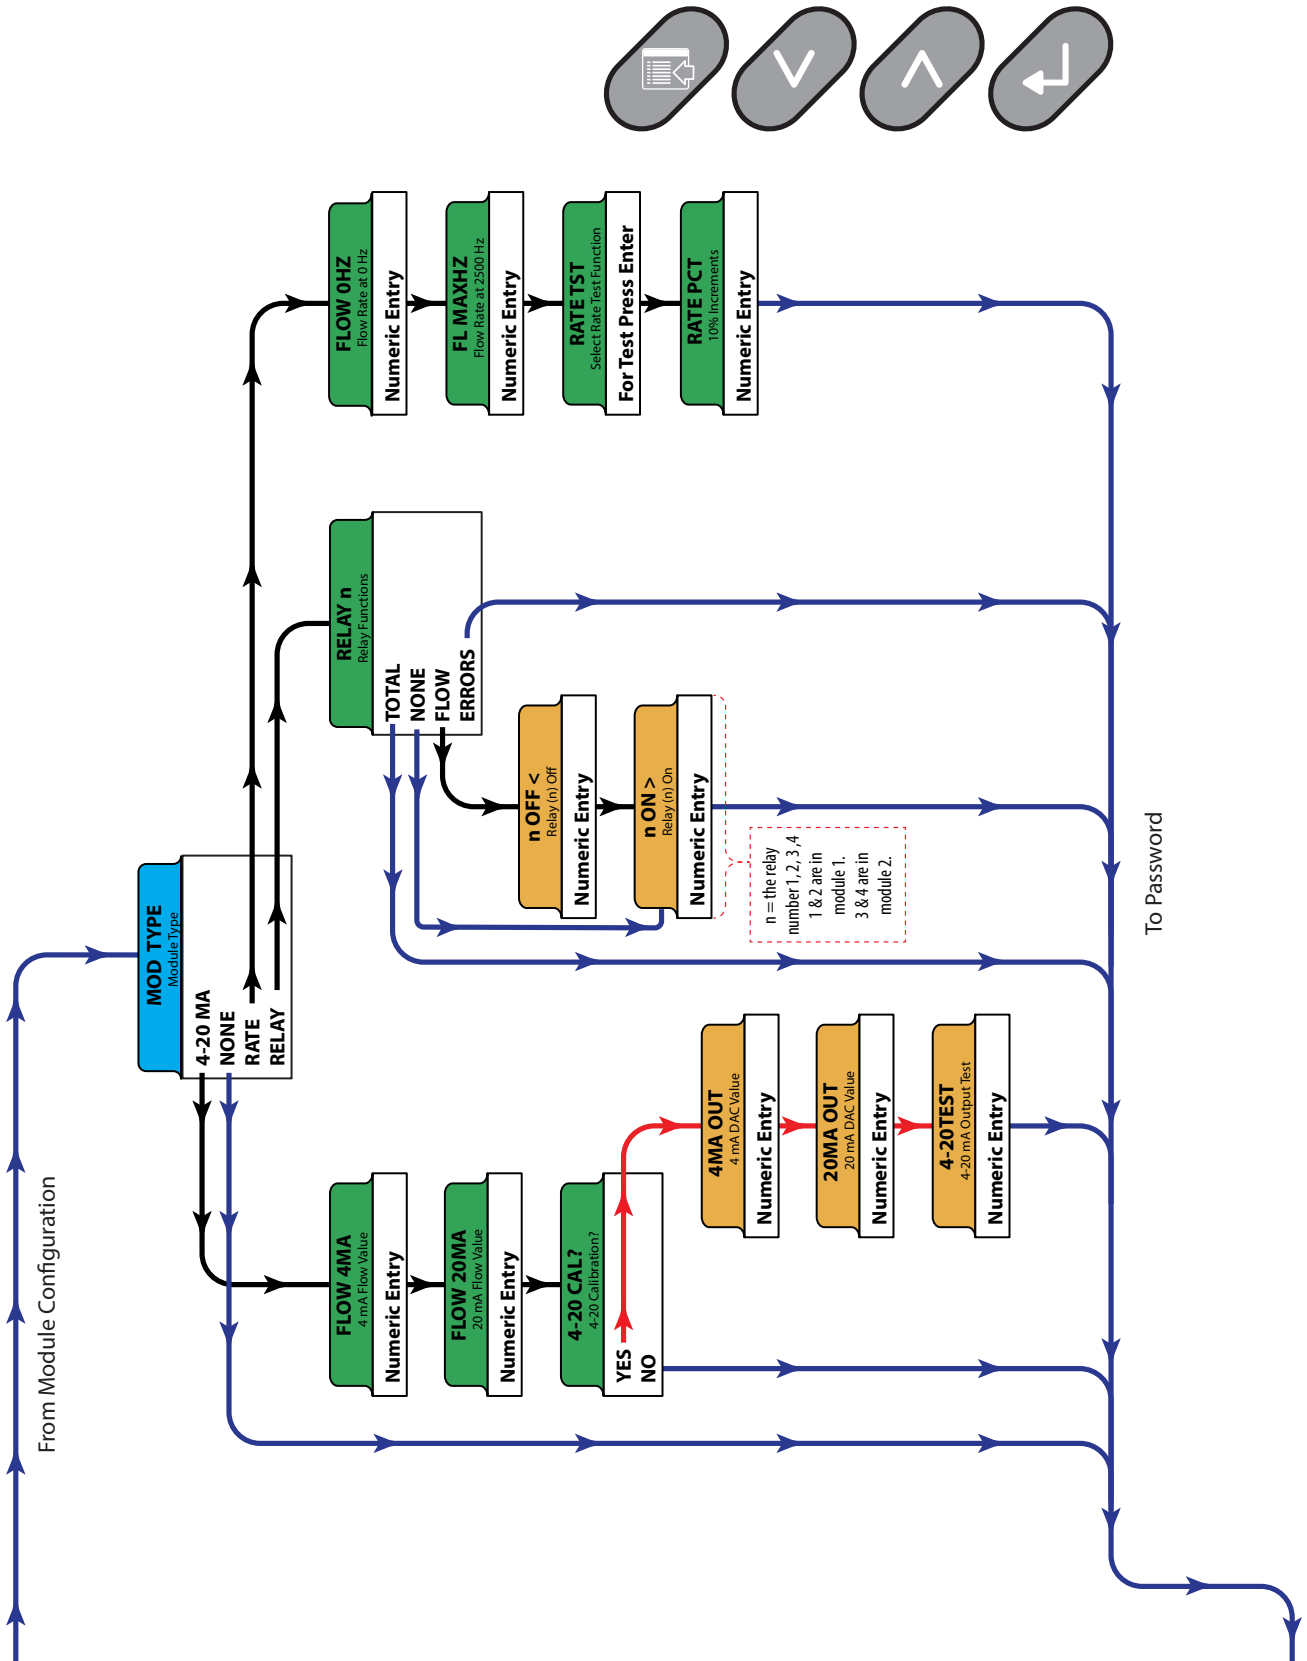 From Module Configuration
MOD TYPE
Module Type
4-20 MA
NONE
RATE
RELAY
FLOW 4MA
4 mA Flow Value
Numeric Entry
FLOW 20MA
20 mA Flow Value
Numeric Entry
4-20 CAL?
4-20 Calibration?
YES
NO
4MA OUT
4 mA DAC Value
Numeric Entry
20MA OUT
20 mA DAC Value
Numeric Entry
4-20TEST
4-20 mA Output Test
Numeric Entry
RELAY n
Relay Functions
TOTAL
NONE
FLOW
ERRORS
n OFF <
Relay (n) Off
Numeric Entry
n ON >
Relay (n) On
Numeric Entry
n = the relay
number 1, 2, 3 ,4
1 & 2 are in
module 1.
3 & 4 are in
module 2.
FLOW 0HZ
Flow Rate at 0 Hz
Numeric Entry
FL MAXHZ
Flow Rate at 2500 Hz
Numeric Entry
RATE TST
Select Rate Test Function
For Test Press Enter
RATE PCT
10% Increments
Numeric Entry
To Password